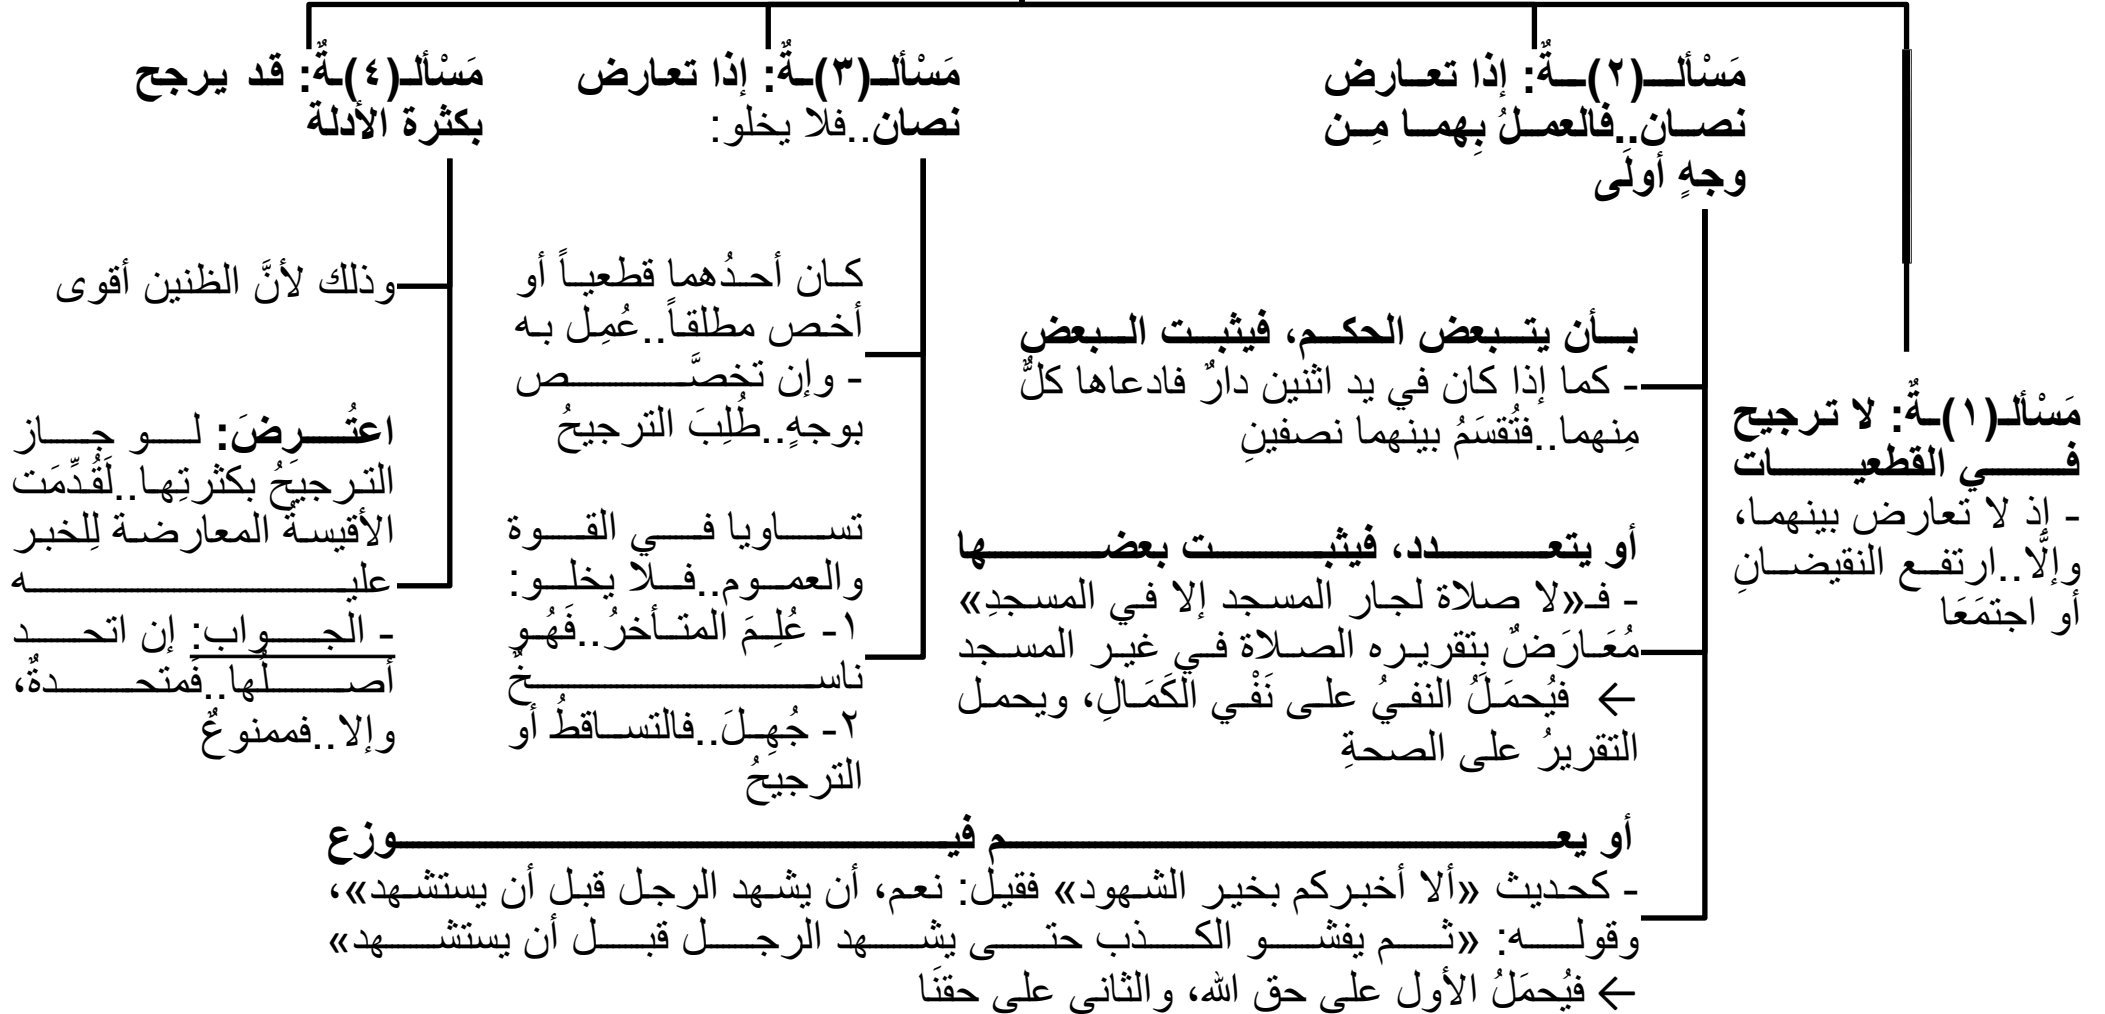 مَسْألـ(١)ـةٌ: لا ترجيح
في القطعيات
- إذ لا تعارض بينهما،
وإلَّا..ارتفع النقيضانِ
أو اجتمَعَا
مَسْألـ(٢)ـةٌ: إذا تعارض
نصان..فالعملُ بِهما مِن
وجهٍ أولَى
بأن يتبعض الحكم، فيثبت البعض
- كما إذا كان في يد اثنين دارٌ فادعاها كلٌّ
مِنهما..فتُقسَمُ بينهما نصفينِ
أو يتعدد، فيثبت بعضها
- فـ«لا صلاة لجار المسجد إلا في المسجدِ»
مُعَارَضٌ بِتقريره الصلاة في غير المسجد
← فيُحمَلُ النفيُ على نَفْي الكَمَالِ، ويحمل
التقريرُ على الصحةِ
أو يعم فيوزع
- كحديث «ألا أخبركم بخير الشهود» فقيل: نعم، أن يشهد الرجل قبل أن يستشهد»،
وقوله: «ثم يفشو الكذب حتى يشهد الرجل قبل أن يستشهد»
← فيُحمَلُ الأول على حق الله، والثاني على حقنَا
مَسْألـ(٣)ـةٌ: إذا تعارض
نصان..فلا يخلو:
كان أحدُهما قطعياً أو
أخص مطلقاً..عُمِل به
- وإن تخصَّص
بوجهٍ..طُلِبَ الترجيحُ
تساويا في القوة
والعموم..فلا يخلو:
١- عُلِمَ المتأخرُ..فَهُو
ناسخٌ
٢- جُهِلَ..فالتساقطُ أو
الترجيحُ
مَسْألـ(٤)ـةٌ: قد يرجح
بكثرة الأدلة
وذلك لأنَّ الظنين أقوى
اعتُرِضَ: لو جاز
الترجيحُ بكثرتِها..لَقُدِّمَت
الأقيسةُ المعارضة لِلخبر
عليه
- الجواب: إن اتحد
أصلُها..فَمتحدةٌ،
وإلا..فممنوعٌ